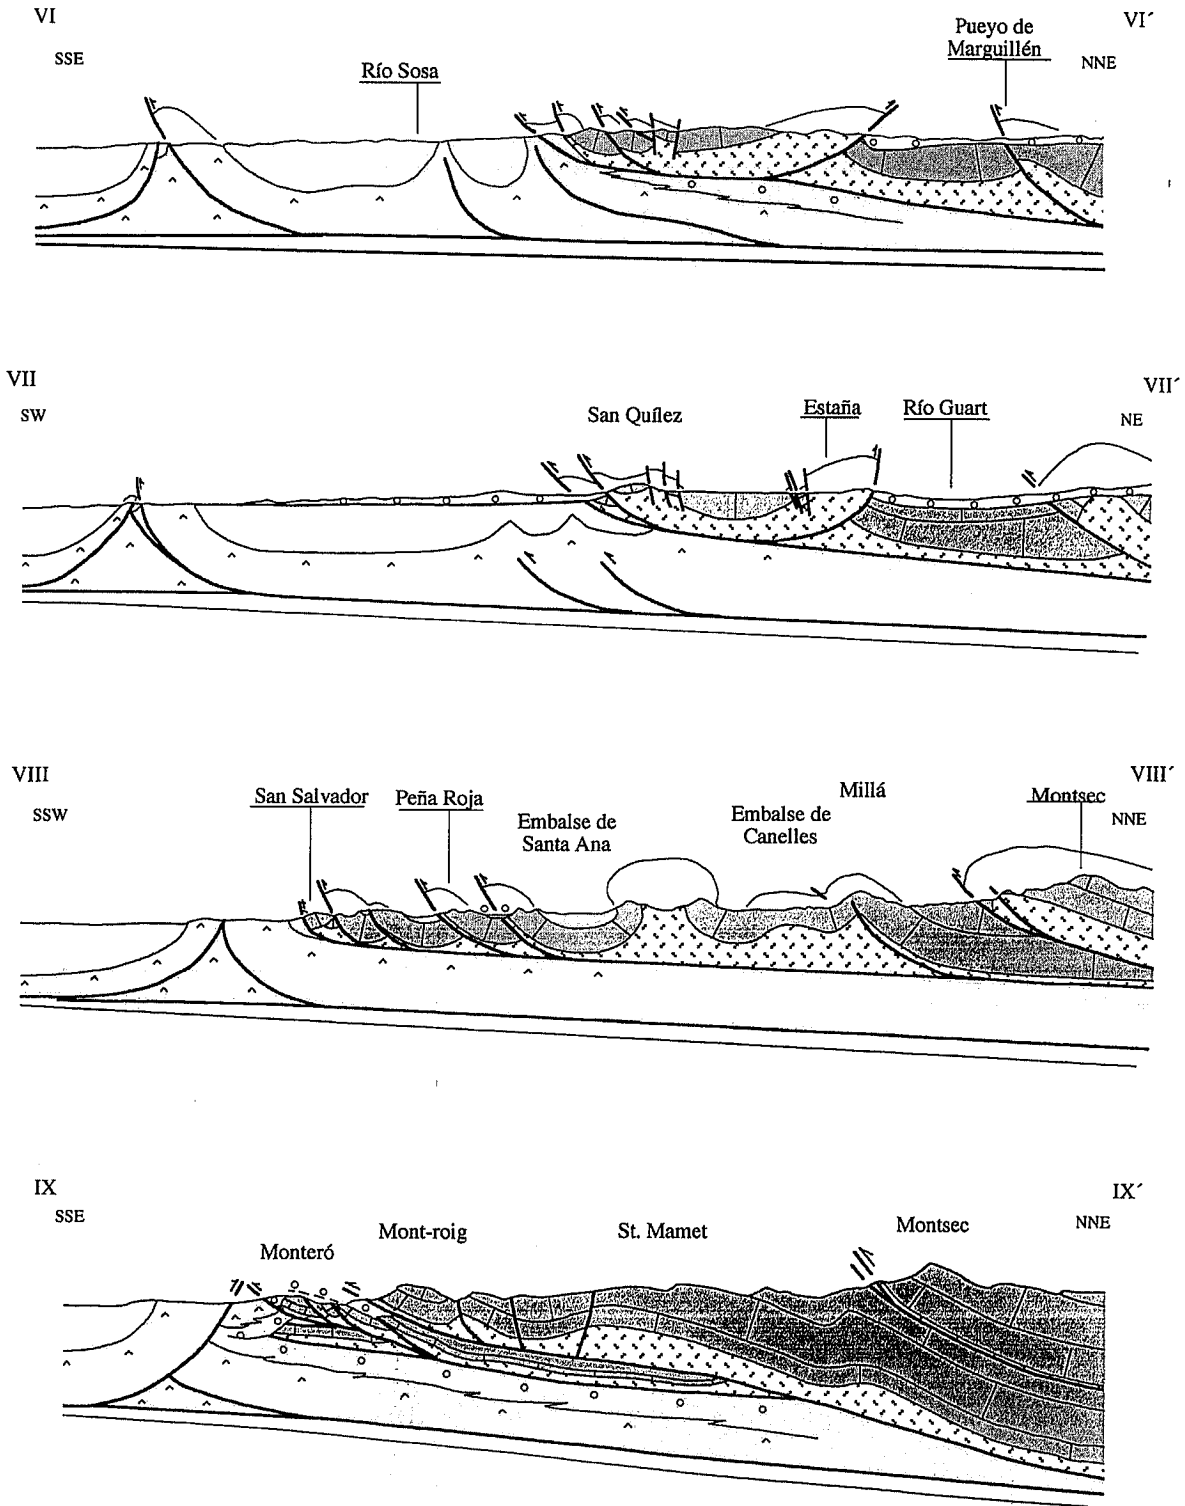 VI
VI´
SSE
Río Sosa
Pueyo de
Marguillén
NNE
VII
VII´
SW
San Quílez
Estaña
Río Guart
NE
VIII
VIII´
SSW
San Salvador
Peña Roja
Embalse de
Santa Ana
Embalse de
Canelles
Millá
Montsec
NNE
IX
IX´
SSE
Monteró
Mont-roig
St. Mamet
Montsec
NNE